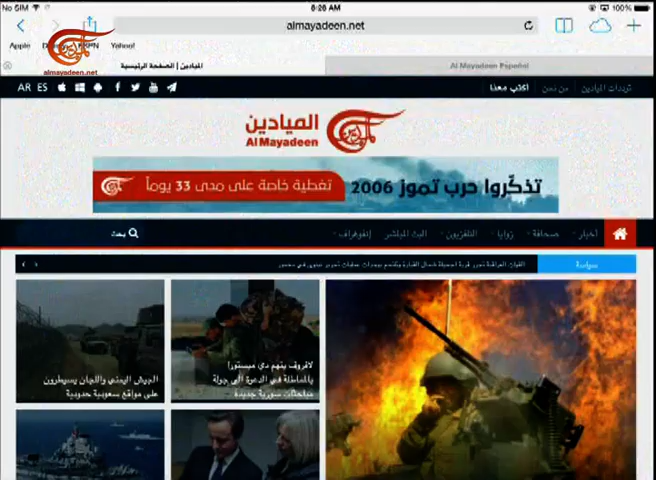 No SIM
8:26 AM
100%
almayadeen.net
Apple
Yahoo!
almayadeen.net
الميادين | الصفحة الرئيسية
Al Mayadeen Español
AR ES
أكتب معنا
من نحن
ترددات الميادين
الميادين
Al Mayadeen
تذكّروا حرب تموز 2006
تغطية خاصة على مدى 33 يوماً
أخبار
صحافة
زوايا
التلفزيون
البث المباشر
إنفوغراف
بحث
سياسة
الجيش اليمني واللجان يسيطرون
على مواقع سعودية حدودية
لافروف يتهم دي ميستورا
بالمماطلة في الدعوة إلى جولة
مباحثات سورية جديدة